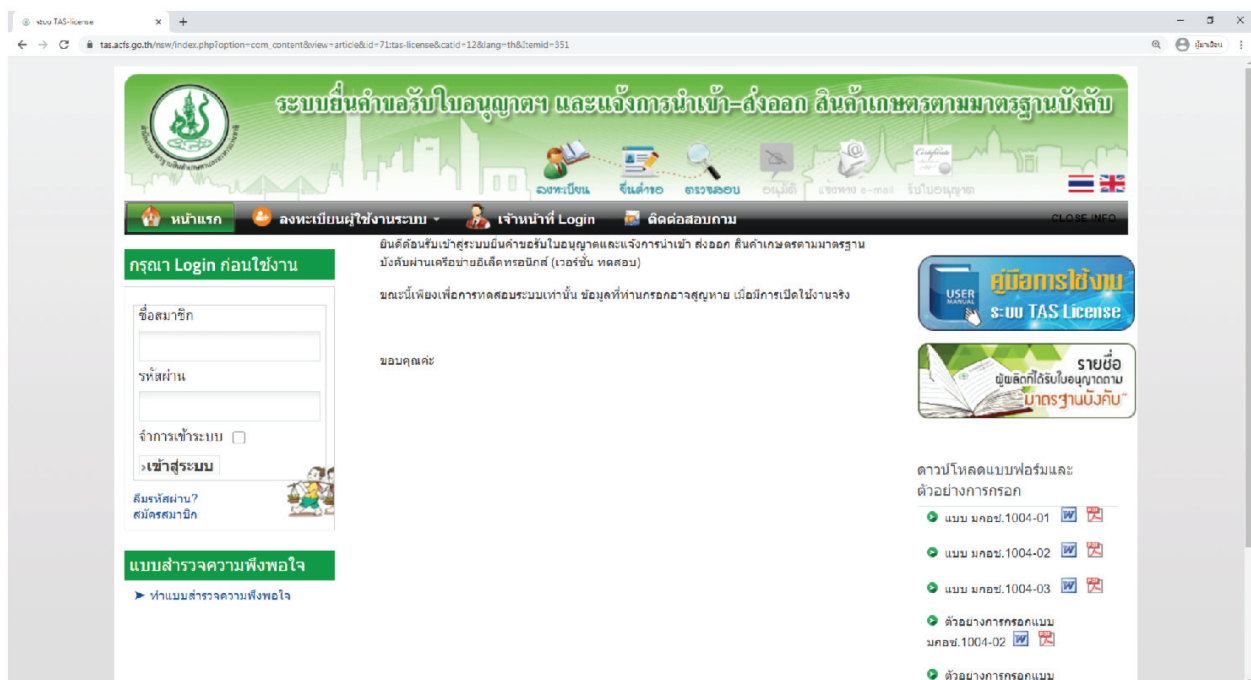 ระบบ TAS-license
tas.acfs.go.th/nsw/index.php?option=com_content&view=article&id=71:tas-license&catid=12&lang=th&Itemid=351
ผู้มาเยือน
ระบบยื่นคำขอรับใบอนุญาตฯ และแจ้งการนำเข้า-ส่งออก สินค้าเกษตรตามมาตรฐานบังคับ
ลงทะเบียน ยื่นคำขอ ตรวจสอบ อนุมัติ แจ้งทาง e-mail รับใบอนุญาต
Certificate
หน้าแรก ลงทะเบียนผู้ใช้งานระบบ เจ้าหน้าที่ Login ติดต่อสอบถาม CLOSE INFO
กรุณา Login ก่อนใช้งาน
ชื่อสมาชิก
รหัสผ่าน
จำการเข้าระบบ
›เข้าสู่ระบบ
ลืมรหัสผ่าน?
สมัครสมาชิก
แบบสำรวจความพึงพอใจ
ทำแบบสำรวจความพึงพอใจ
ยินดีต้อนรับเข้าสู่ระบบยื่นคำขอรับใบอนุญาตและแจ้งการนำเข้า ส่งออก สินค้าเกษตรตามมาตรฐาน
บังคับผ่านเครือข่ายอิเล็คทรอนิกส์ (เวอร์ชั่น ทดสอบ)
ขณะนี้เพียงเพื่อการทดสอบระบบเท่านั้น ข้อมูลที่ท่านกรอกอาจสูญหาย เมื่อมีการเปิดใช้งานจริง
ขอบคุณค่ะ
USER
MANUAL
คู่มือการใช้งาน
ระบบ TAS License
รายชื่อ
ผู้ผลิตที่ได้รับใบอนุญาตตาม
มาตรฐานบังคับ"
ดาวน์โหลดแบบฟอร์มและ
ตัวอย่างการกรอก
แบบ มกอช.1004-01
แบบ มกอช.1004-02
แบบ มกอช.1004-03
ตัวอย่างการกรอกแบบ
มกอช.1004-02
ตัวอย่างการกรอกแบบ